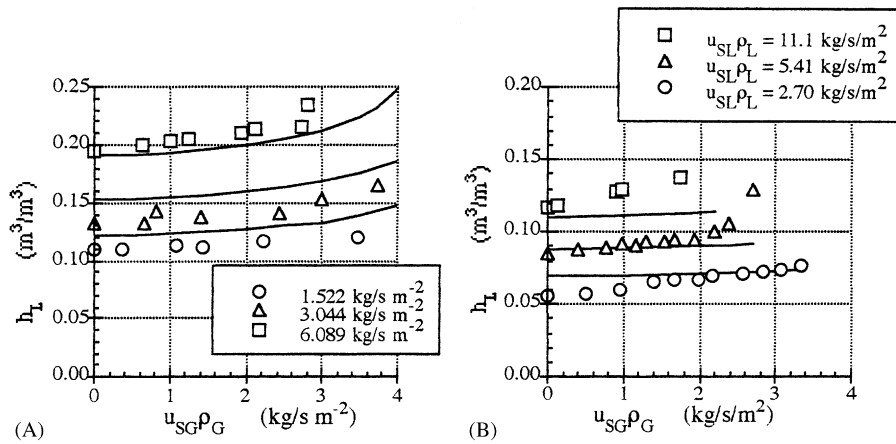 u_SL ρ_L = 11.1 kg/s/m²
u_SL ρ_L = 5.41 kg/s/m²
u_SL ρ_L = 2.70 kg/s/m²
0.25
0.20
0.15
0.10
0.05
0.00
h_L (m³/m³)
1.522 kg/s m⁻²
3.044 kg/s m⁻²
6.089 kg/s m⁻²
0 1 2 3 4
(A) u_SG ρ_G (kg/s m⁻²)
0.20
0.15
0.10
0.05
0.00
h_L (m³/m³)
0 1 2 3 4
(B) u_SG ρ_G (kg/s/m²)